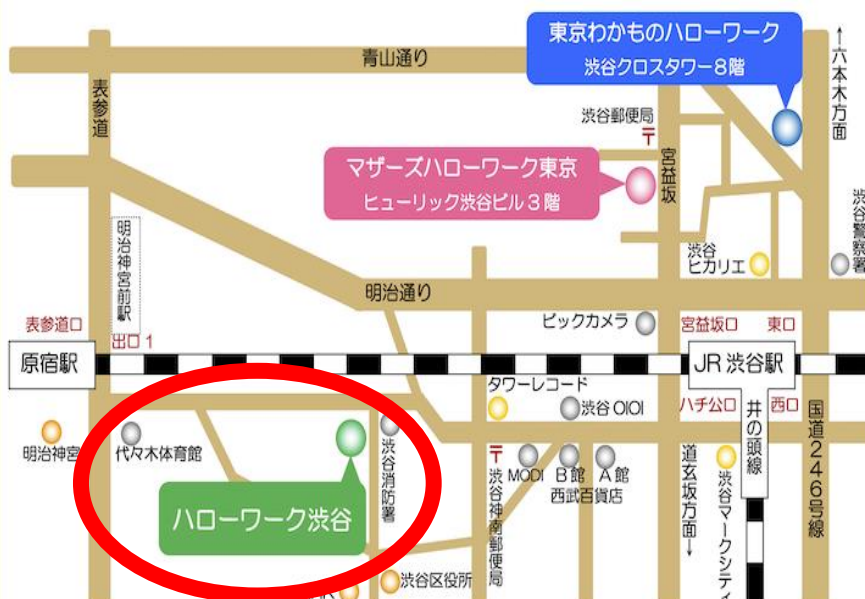 東京わかものハローワーク
渋谷クロスタワー8階
↑六本木方面
青山通り
表参道
渋谷郵便局
〒
宮益坂
マザーズハローワーク東京
ヒューリック渋谷ビル3階
渋谷警察署
明治神宮前駅
渋谷
ヒカリエ
明治通り
ビックカメラ
表参道口
出口1
宮益坂口
東口
原宿駅
JR渋谷駅
タワーレコード
渋谷OIOI
ハチ公口
西口
井の頭線
国道246号線
明治神宮
代々木体育館
渋谷消防署
〒
渋谷神南郵便局
MODI
B館
A館
西武百貨店
道玄坂方面→
渋谷マークシティ
ハローワーク渋谷
渋谷区役所